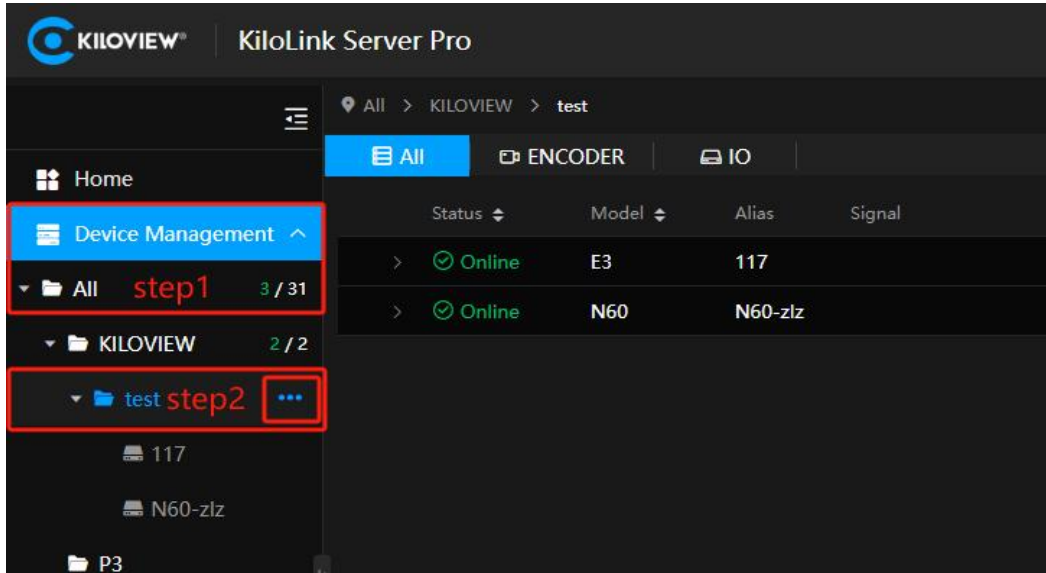 KILOVIEW® KiloLink Server Pro
All > KILOVIEW > test
All ENCODER IO
Home
Status Model Alias Signal
Device Management
Online E3 117
All step1 3 / 31
Online N60 N60-zlz
KILOVIEW 2 / 2
test step2 •••
117
N60-zlz
P3